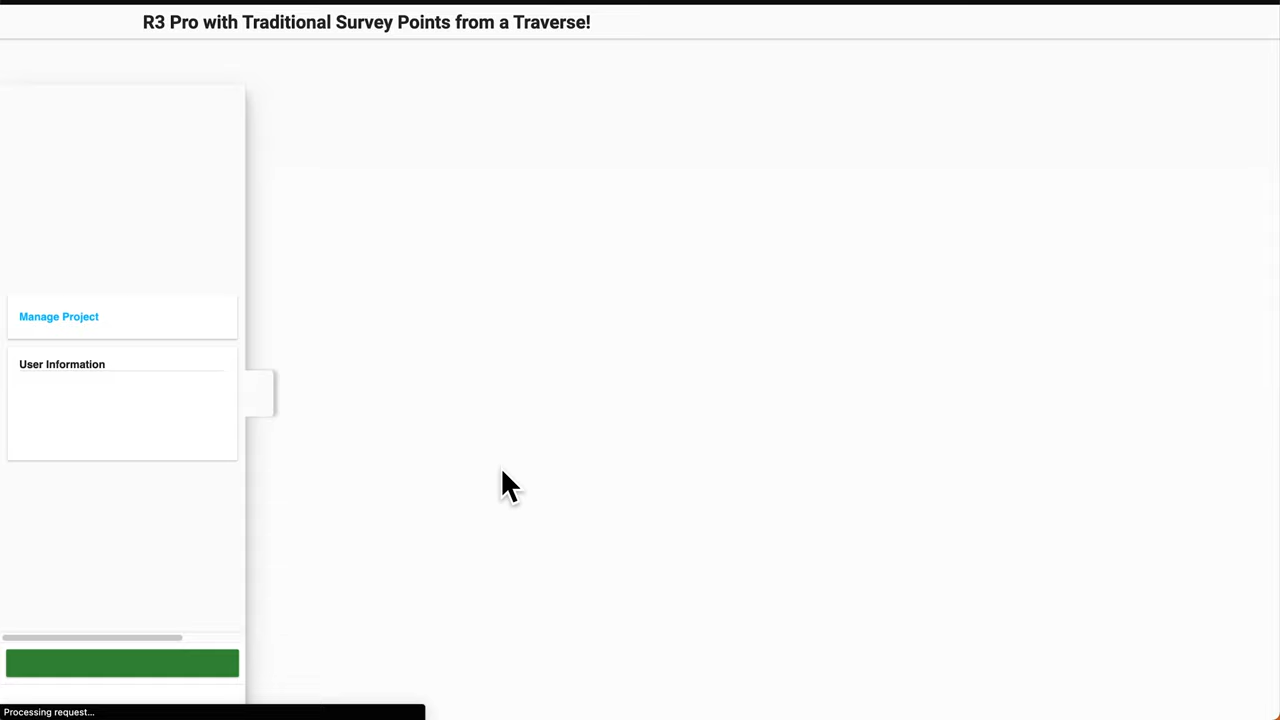 R3 Pro with Traditional Survey Points from a Traverse!
Manage Project
User Information
Processing request...